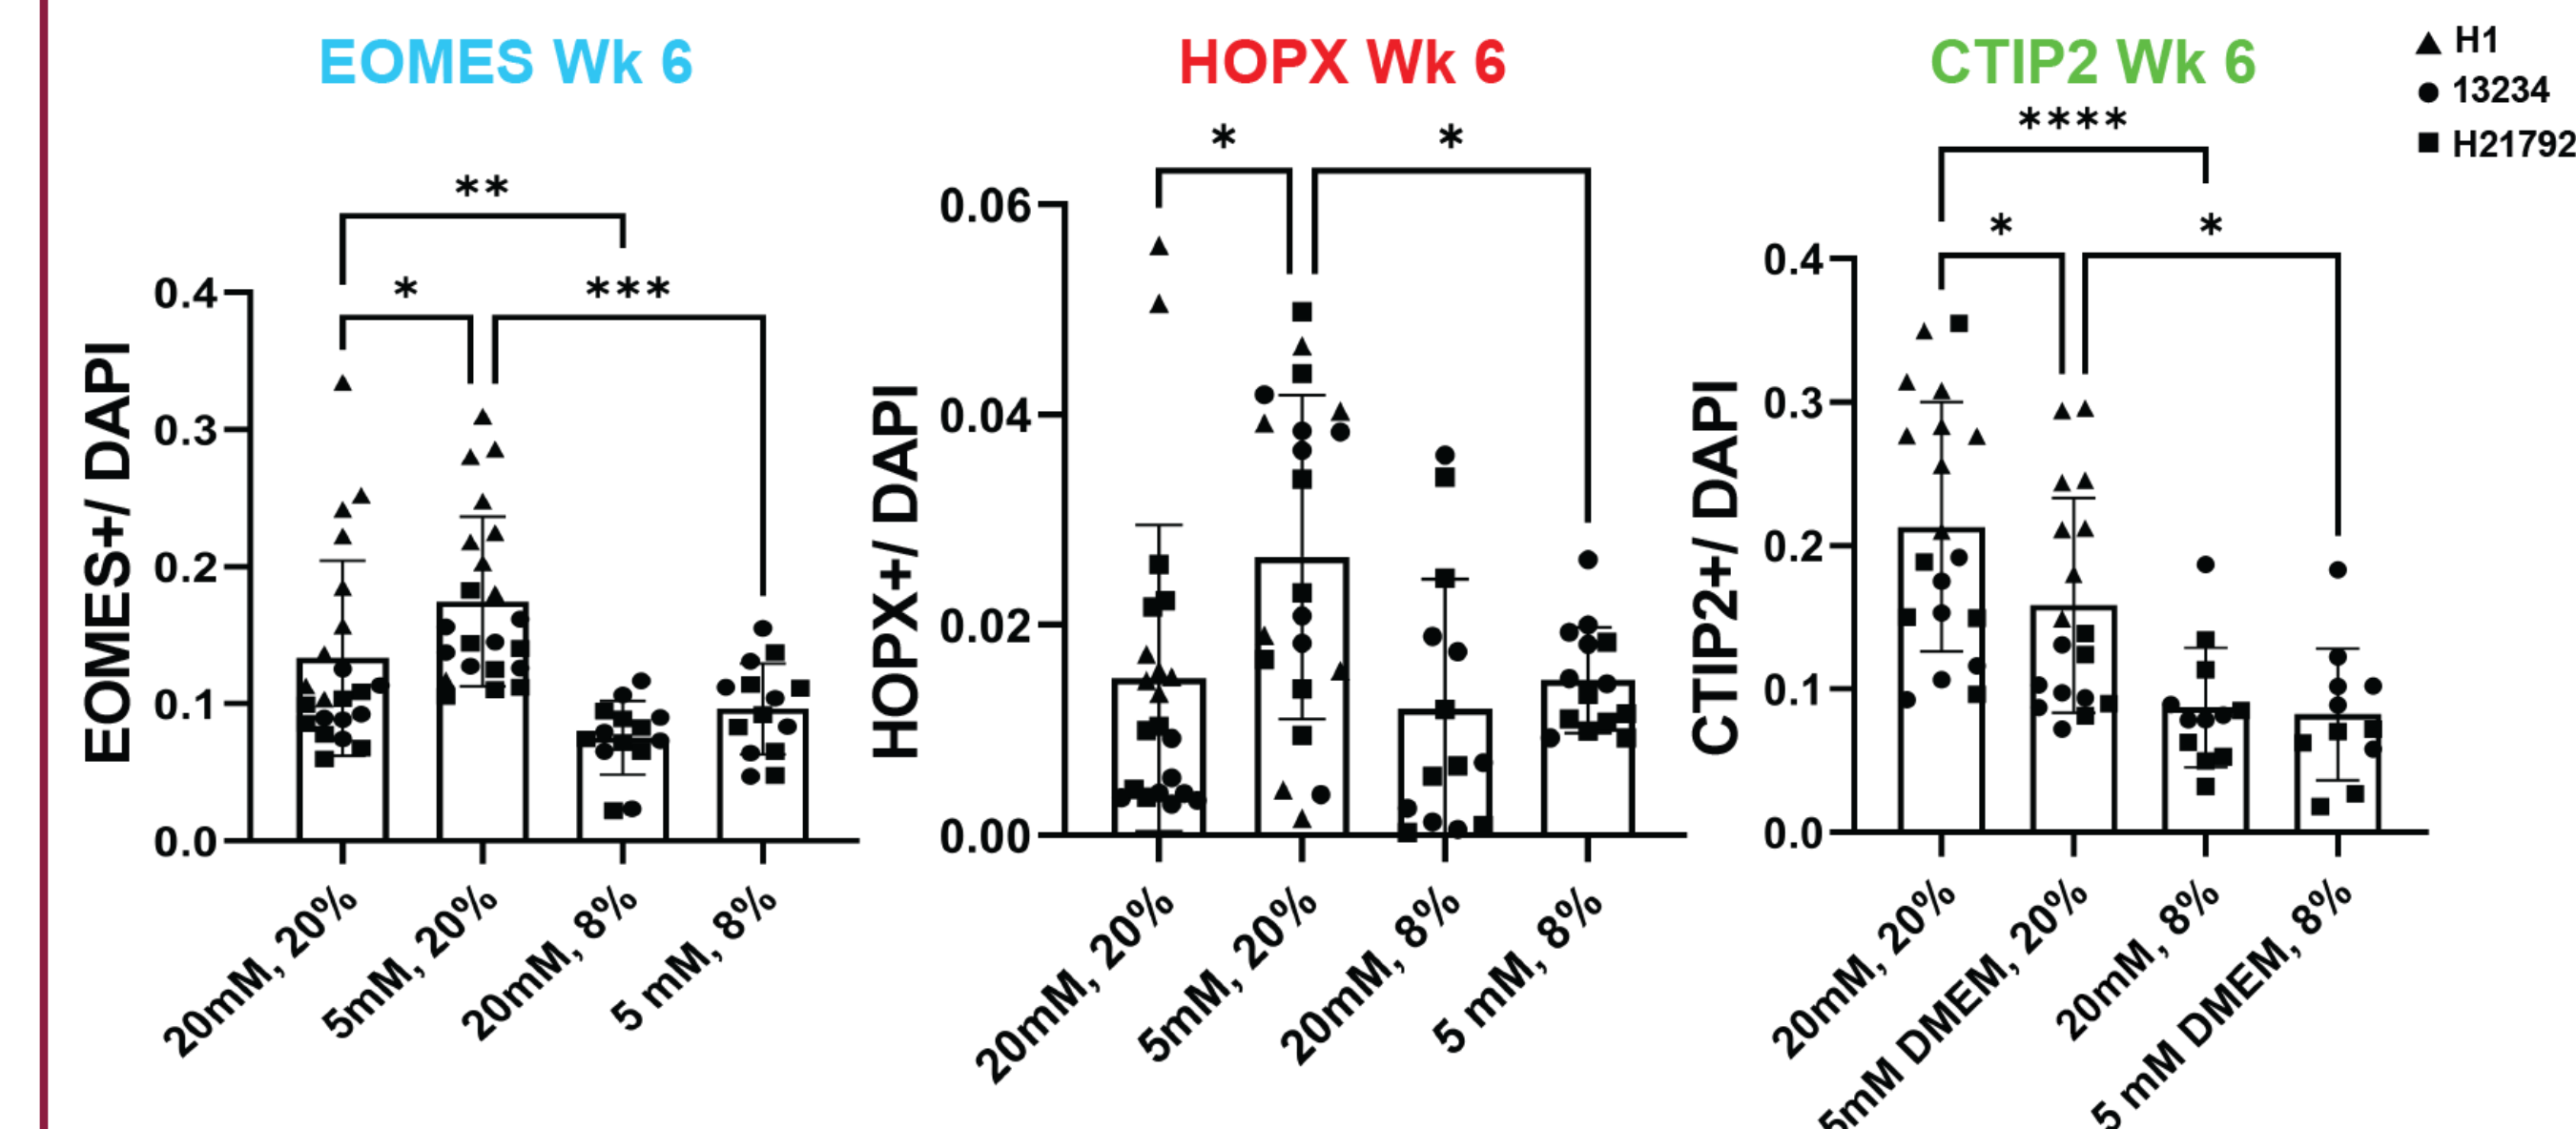 EOMES Wk 6
**
* ***
EOMES+/ DAPI
0.4
0.3
0.2
0.1
0.0
20mM, 20%
5mM, 20%
20mM, 8%
5 mM, 8%
HOPX Wk 6
* *
HOPX+/ DAPI
0.06
0.04
0.02
0.00
20mM, 20%
5mM, 20%
20mM, 8%
5 mM, 8%
CTIP2 Wk 6
****
* *
CTIP2+/ DAPI
0.4
0.3
0.2
0.1
0.0
20mM, 20%
5mM DMEM, 20%
20mM, 8%
5 mM DMEM, 8%
H1
13234
H21792